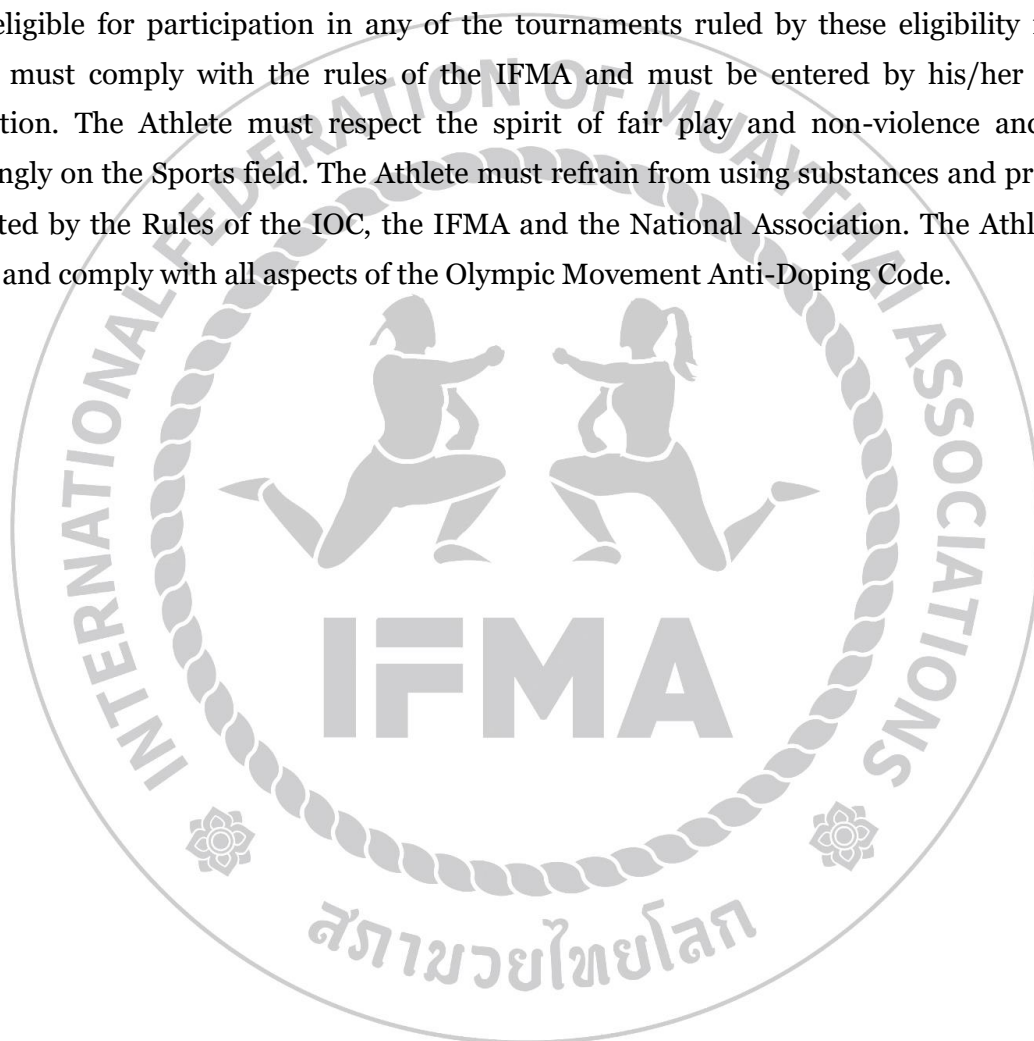 eligible for participation in any of the tournaments ruled by these eligibility
must comply with the rules of the IFMA and must be entered by his/her
tion. The Athlete must respect the spirit of fair play and non-violence and
ngly on the Sports field. The Athlete must refrain from using substances and pr
ted by the Rules of the IOC, the IFMA and the National Association. The Athl
and comply with all aspects of the Olympic Movement Anti-Doping Code.
INTERNATIONAL FEDERATION OF MUAYTHAI ASSOCIATIONS
IFMA
สภามวยไทยโลก